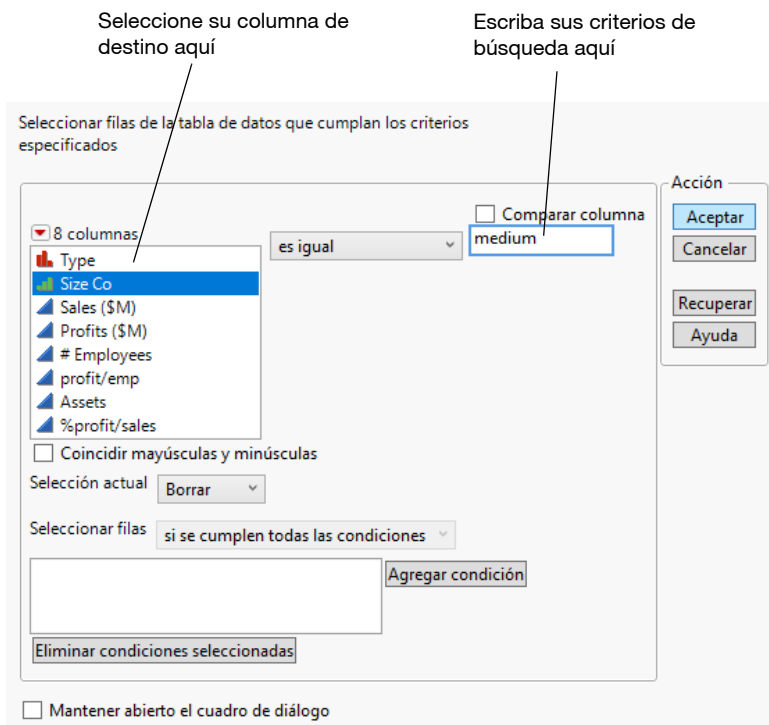 Seleccione su columna de
destino aquí
Escriba sus criterios de
búsqueda aquí
Seleccionar filas de la tabla de datos que cumplan los criterios
especificados
Acción
Comparar columna
Aceptar
8 columnas
es igual
medium
Cancelar
Type
Size Co
Sales ($M)
Profits ($M)
Recuperar
# Employees
Ayuda
profit/emp
Assets
%profit/sales
Coincidir mayúsculas y minúsculas
Selección actual
Borrar
Seleccionar filas
si se cumplen todas las condiciones
Agregar condición
Eliminar condiciones seleccionadas
Mantener abierto el cuadro de diálogo